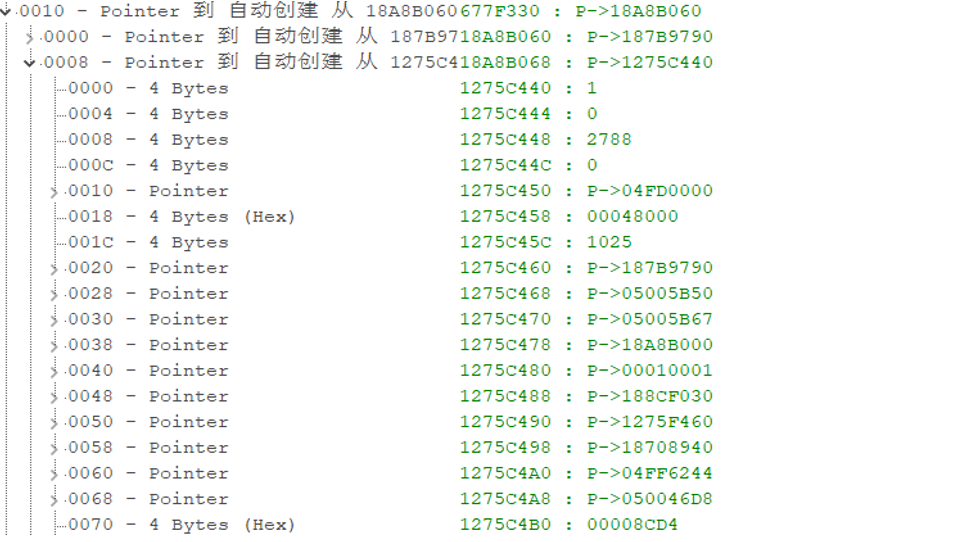 0010 - Pointer 到 自动创建 从 18A8B060677F330 : P->18A8B060
0000 - Pointer 到 自动创建 从 187B9718A8B060 : P->187B9790
0008 - Pointer 到 自动创建 从 1275C418A8B068 : P->1275C440
0000 - 4 Bytes 1275C440 : 1
0004 - 4 Bytes 1275C444 : 0
0008 - 4 Bytes 1275C448 : 2788
000C - 4 Bytes 1275C44C : 0
0010 - Pointer 1275C450 : P->04FD0000
0018 - 4 Bytes (Hex) 1275C458 : 00048000
001C - 4 Bytes 1275C45C : 1025
0020 - Pointer 1275C460 : P->187B9790
0028 - Pointer 1275C468 : P->05005B50
0030 - Pointer 1275C470 : P->05005B67
0038 - Pointer 1275C478 : P->18A8B000
0040 - Pointer 1275C480 : P->00010001
0048 - Pointer 1275C488 : P->188CF030
0050 - Pointer 1275C490 : P->1275F460
0058 - Pointer 1275C498 : P->18708940
0060 - Pointer 1275C4A0 : P->04FF6244
0068 - Pointer 1275C4A8 : P->050046D8
0070 - 4 Bytes (Hex) 1275C4B0 : 00008CD4